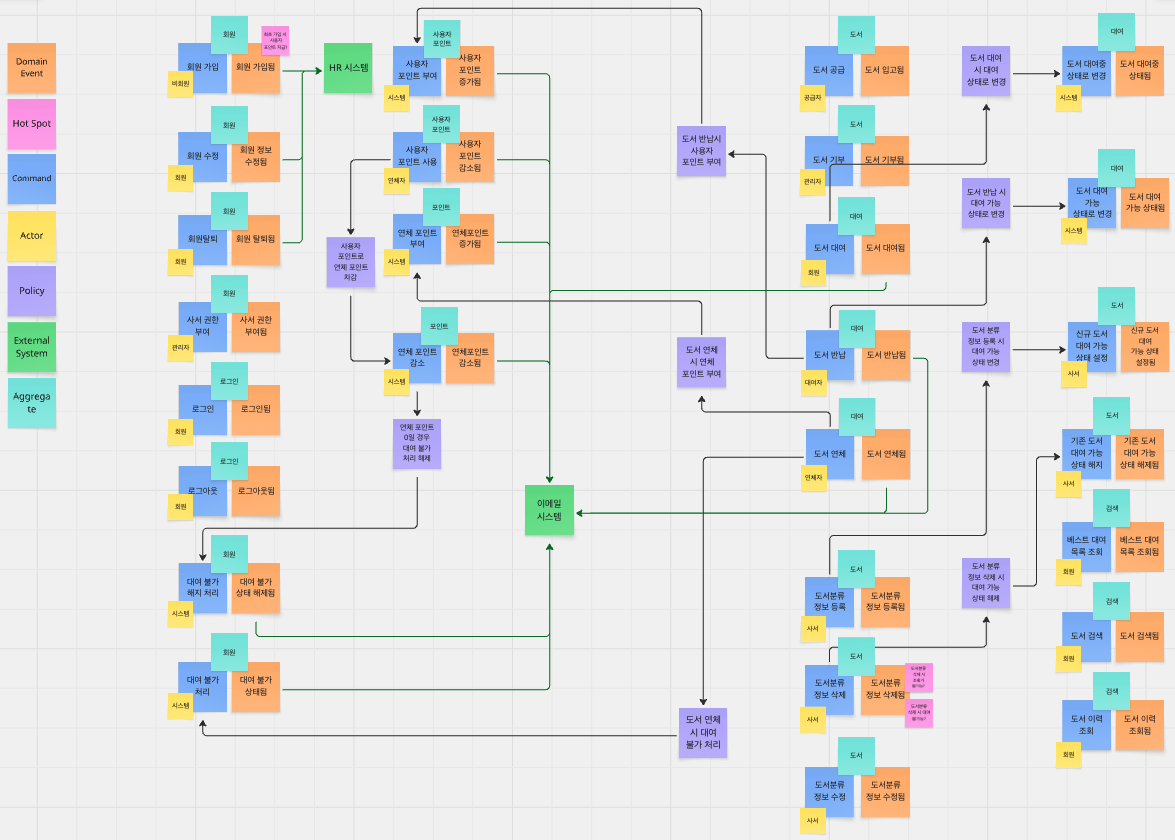 Domain
Event
Hot Spot
Command
Actor
Policy
External
System
Aggrega
te
회원
회원 가입
회원 가입됨
비회원
회원 가입 시
사용자
포인트 지급?
HR 시스템
회원
회원 수정
회원 정보
수정됨
회원
회원
회원탈퇴
회원 탈퇴됨
회원
회원
사서 권한
부여
사서 권한
부여됨
관리자
로그인
로그인
로그인됨
회원
로그인
로그아웃
로그아웃됨
회원
회원
대여 불가
해지 처리
대여 불가
상태 해제됨
시스템
회원
대여 불가
처리
대여 불가
상태됨
시스템
사용자
포인트
사용자
포인트 부여
사용자
포인트
증가됨
시스템
사용자
포인트
사용자
포인트 사용
사용자
포인트
감소됨
연체자
포인트
연체 포인트
부여
연체포인트
증가됨
시스템
사용자
포인트로
연체 포인트
차감
포인트
연체 포인트
감소
연체포인트
감소됨
시스템
연체 포인트
0일 경우
대여 불가
처리 해제
이메일
시스템
도서 반납시
사용자
포인트 부여
도서 연체
시 연체
포인트 부여
도서 연체
시 대여
불가 처리
도서
도서 공급
도서 입고됨
공급자
도서
도서 기부
도서 기부됨
관리자
대여
도서 대여
도서 대여됨
회원
대여
도서 반납
도서 반납됨
대여자
대여
도서 연체
도서 연체됨
연체자
도서
도서분류
정보 등록
도서분류
정보 등록됨
사서
도서
도서분류
정보 삭제
도서분류
정보 삭제됨
사서
도서분류
삭제 시
도서분류
삭제 시 대여
도서
도서분류
정보 수정
도서분류
정보 수정됨
사서
도서 대여
시 대여
상태로 변경
도서 반납 시
대여 가능
상태로 변경
도서 분류
정보 등록 시
대여 가능
상태 변경
도서 분류
정보 삭제 시
대여 가능
상태 해제
대여
도서 대여중
상태로 변경
도서 대여중
상태됨
시스템
대여
도서 대여
가능
상태로 변경
도서 대여
가능 상태됨
시스템
도서
신규 도서
대여 가능
상태 설정
신규 도서
대여
가능 상태
설정됨
사서
도서
기존 도서
대여 가능
상태 해지
기존 도서
대여 가능
상태 해제됨
사서
검색
베스트 대여
목록 조회
베스트 대여
목록 조회됨
회원
검색
도서 검색
도서 검색됨
회원
검색
도서 이력
조회
도서 이력
조회됨
회원